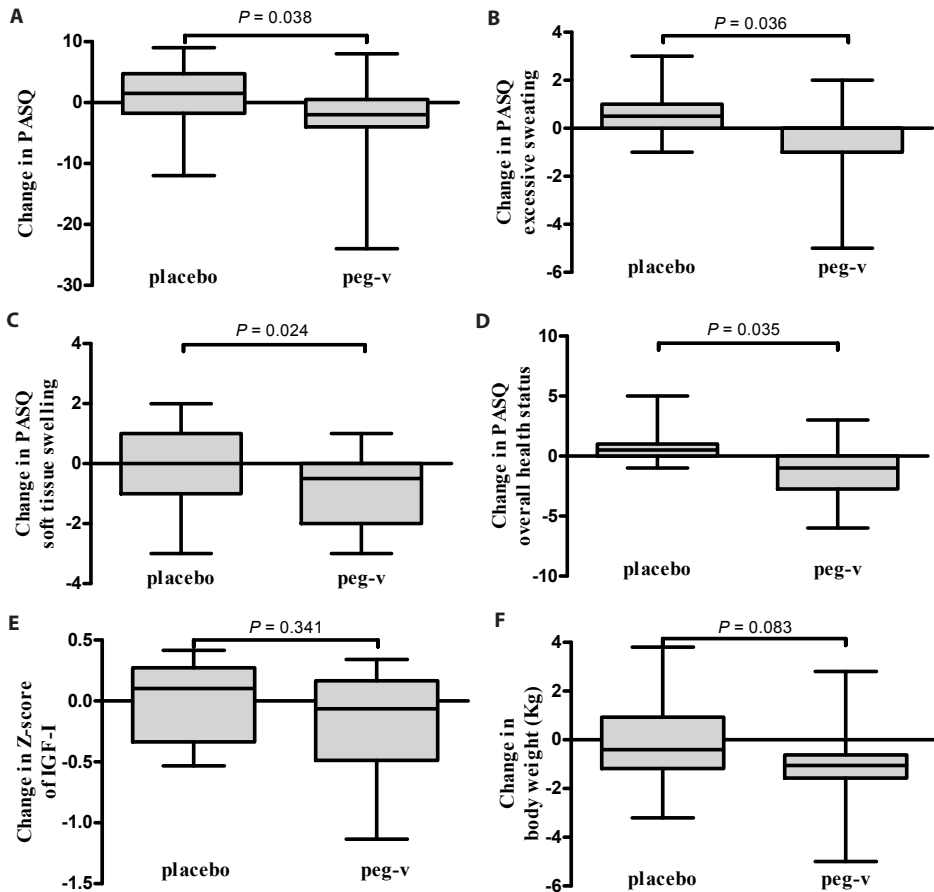 A
P = 0.038
Change in PASQ
10
0
-10
-20
-30
placebo
peg-v
B
P = 0.036
Change in PASQ
excessive sweating
4
2
0
-2
-4
-6
placebo
peg-v
C
P = 0.024
Change in PASQ
soft tissue swelling
4
2
0
-2
-4
placebo
peg-v
D
P = 0.035
Change in PASQ
overall health status
10
5
0
-5
-10
placebo
peg-v
E
P = 0.341
Change in Z-score
of IGF-I
0.5
0.0
-0.5
-1.0
-1.5
placebo
peg-v
F
P = 0.083
Change in
body weight (Kg)
4
2
0
-2
-4
-6
placebo
peg-v